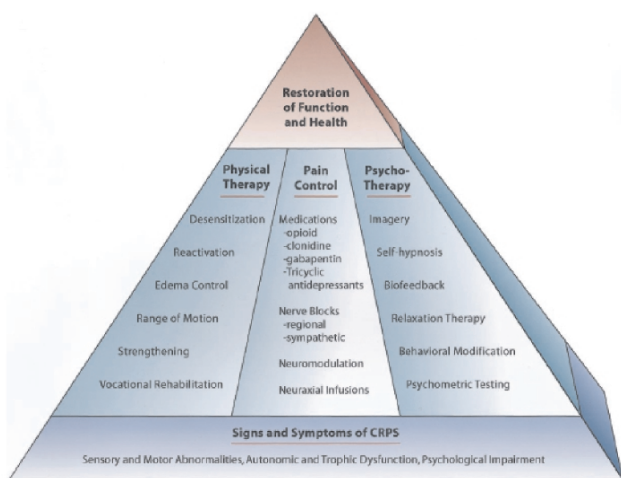 Restoration
of Function
and Health
Physical
Therapy
Desensitization
Reactivation
Edema Control
Range of Motion
Strengthening
Vocational Rehabilitation
Pain
Control
Medications
-opioid
-clonidine
-gabapentin
-Tricyclic
antidepressants
Nerve Blocks
-regional
-sympathetic
Neuromodulation
Neuraxial Infusions
Psycho-
Therapy
Imagery
Self-hypnosis
Biofeedback
Relaxation Therapy
Behavioral Modification
Psychometric Testing
Signs and Symptoms of CRPS
Sensory and Motor Abnormalities, Autonomic and Trophic Dysfunction, Psychological Impairment